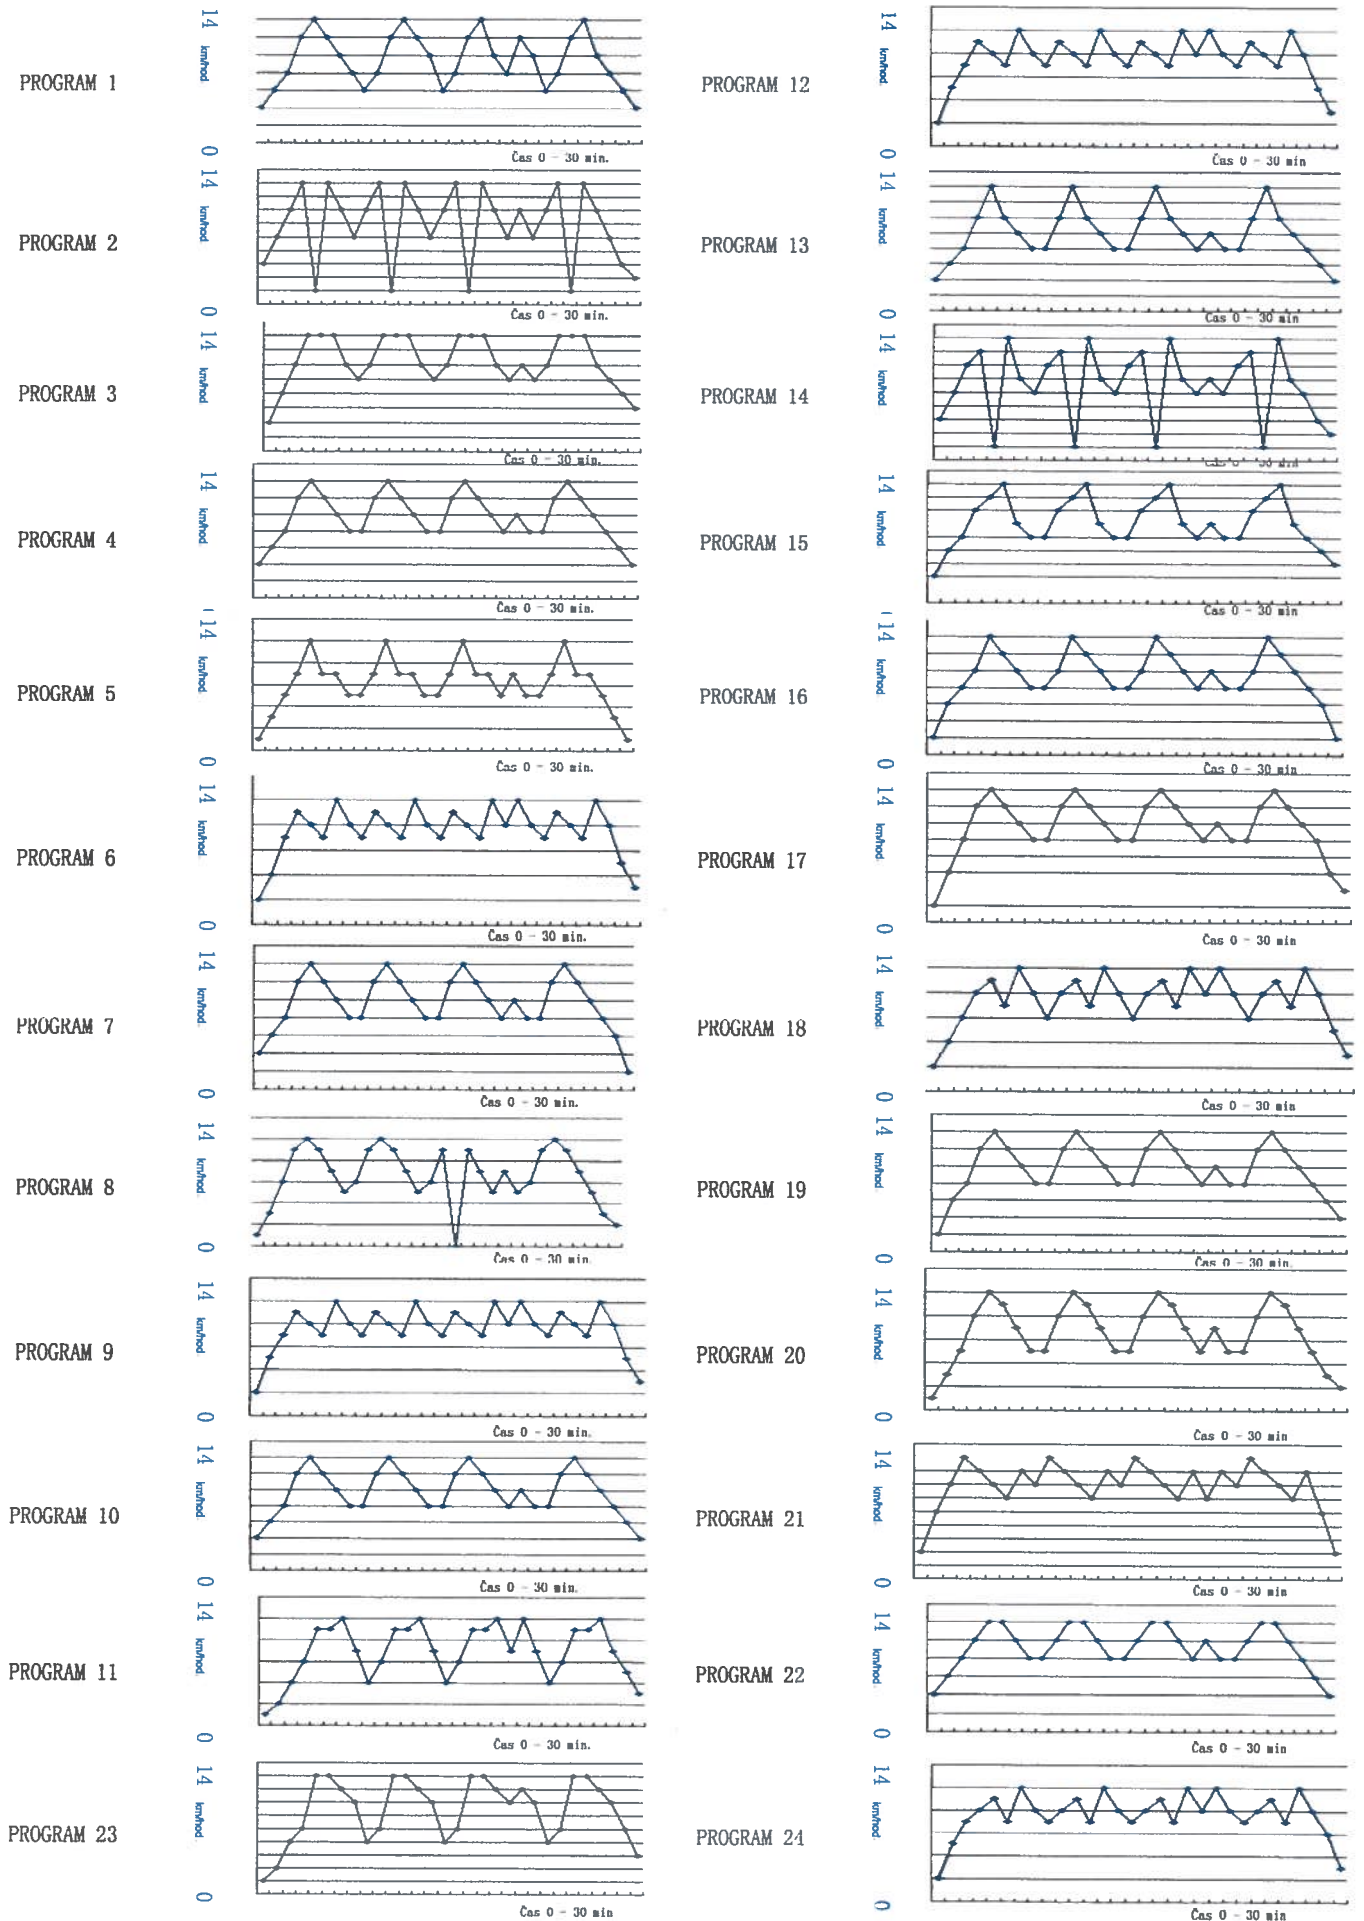 PROGRAM 1
14
km/hod.
0
Čas 0 - 30 min.
PROGRAM 2
14
km/hod.
0
Čas 0 - 30 min.
PROGRAM 3
14
km/hod.
Čas 0 - 30 min.
PROGRAM 4
14
km/hod.
Čas 0 - 30 min.
PROGRAM 5
14
km/hod.
0
Čas 0 - 30 min.
PROGRAM 6
14
km/hod.
0
Čas 0 - 30 min.
PROGRAM 7
14
km/hod.
0
Čas 0 - 30 min.
PROGRAM 8
14
km/hod.
0
Čas 0 - 30 min.
PROGRAM 9
14
km/hod.
0
Čas 0 - 30 min.
PROGRAM 10
14
km/hod.
0
Čas 0 - 30 min.
PROGRAM 11
14
km/hod.
0
Čas 0 - 30 min.
PROGRAM 23
14
km/hod.
0
Čas 0 - 30 min
PROGRAM 12
14
km/hod.
0
Čas 0 - 30 min.
PROGRAM 13
14
km/hod.
0
Čas 0 - 30 min
PROGRAM 14
14
km/hod.
Čas 0 - 30 min
PROGRAM 15
14
km/hod.
Čas 0 - 30 min
PROGRAM 16
14
km/hod.
0
Čas 0 - 30 min
PROGRAM 17
14
km/hod.
0
Čas 0 - 30 min
PROGRAM 18
14
km/hod.
0
Čas 0 - 30 min
PROGRAM 19
14
km/hod.
0
Čas 0 - 30 min
PROGRAM 20
14
km/hod.
0
Čas 0 - 30 min
PROGRAM 21
14
km/hod.
0
Čas 0 - 30 min
PROGRAM 22
14
km/hod.
0
Čas 0 - 30 min
PROGRAM 24
14
km/hod.
0
Čas 0 - 30 min